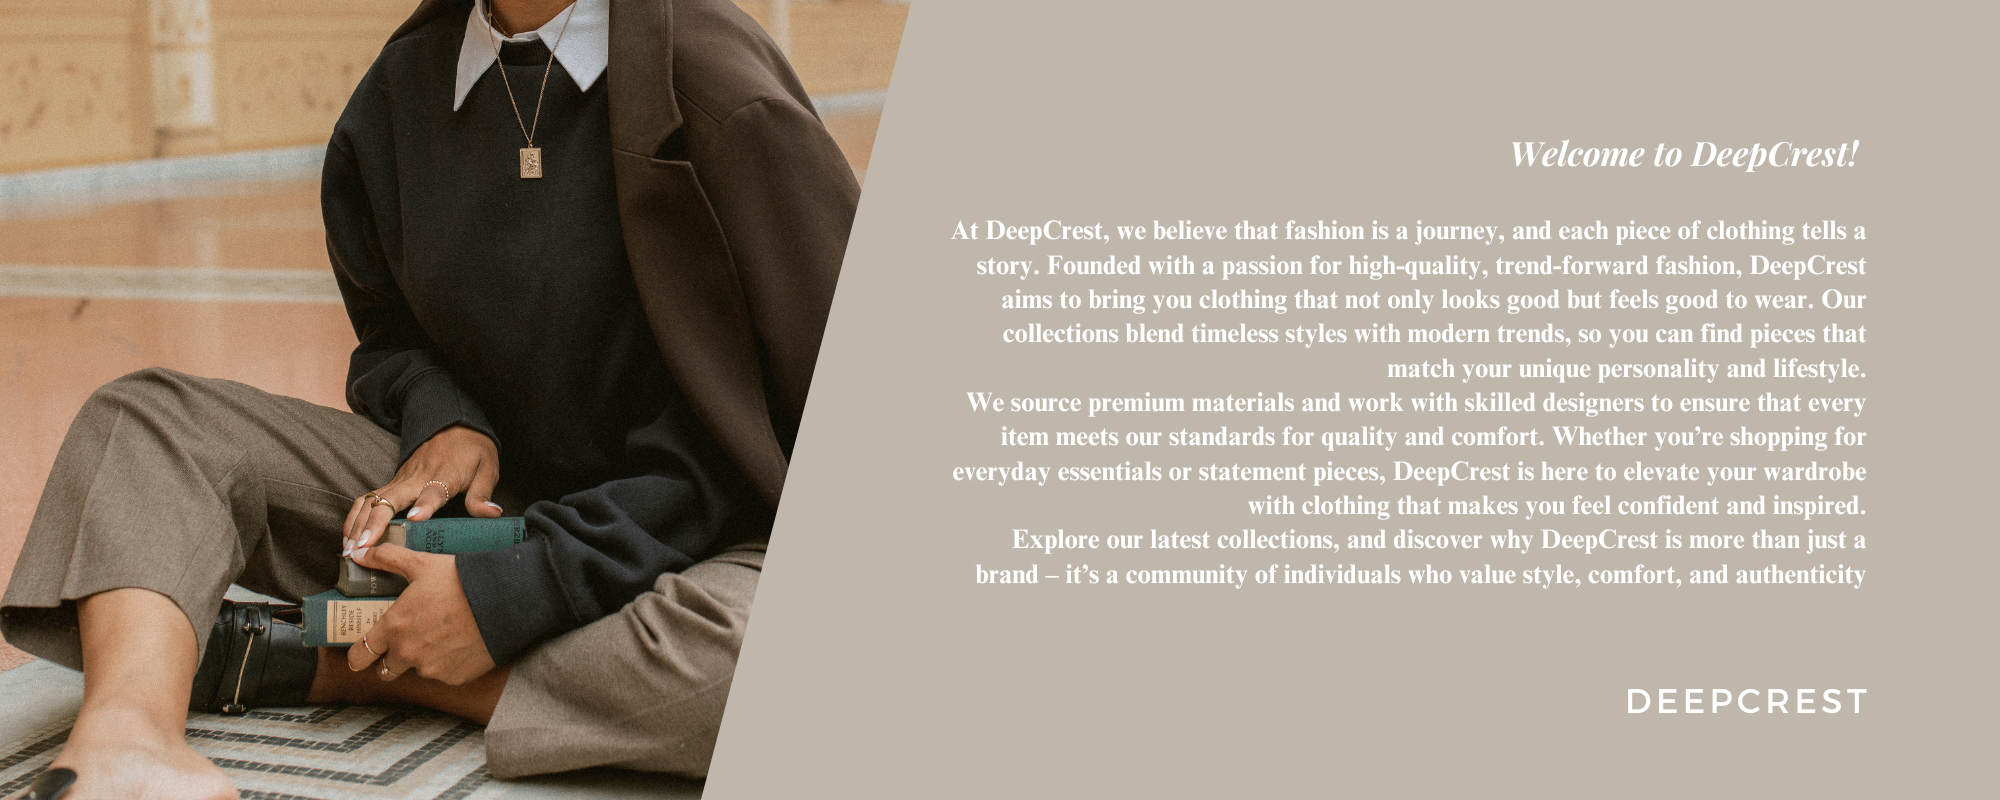 Welcome to DeepCrest!
At DeepCrest, we believe that fashion is a journey, and each piece of clothing tells a
story. Founded with a passion for high-quality, trend-forward fashion, DeepCrest
aims to bring you clothing that not only looks good but feels good to wear. Our
collections blend timeless styles with modern trends, so you can find pieces that
match your unique personality and lifestyle.
We source premium materials and work with skilled designers to ensure that every
item meets our standards for quality and comfort. Whether you’re shopping for
everyday essentials or statement pieces, DeepCrest is here to elevate your wardrobe
with clothing that makes you feel confident and inspired.
Explore our latest collections, and discover why DeepCrest is more than just a
brand – it’s a community of individuals who value style, comfort, and authenticity
DEEPCREST
BENCHLEY
BESIDE
HIMSELF